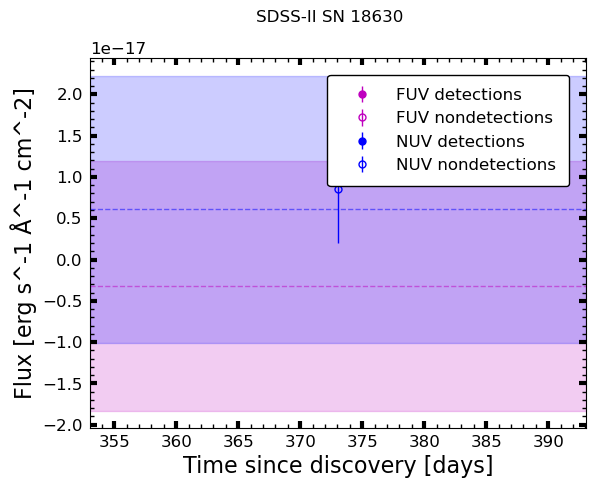 SDSS-II SN 18630
1e−17
FUV detections
FUV nondetections
NUV detections
NUV nondetections
2.0
1.5
1.0
0.5
0.0
−0.5
−1.0
−1.5
−2.0
Flux [erg s^-1 Å^-1 cm^-2]
355 360 365 370 375 380 385 390
Time since discovery [days]